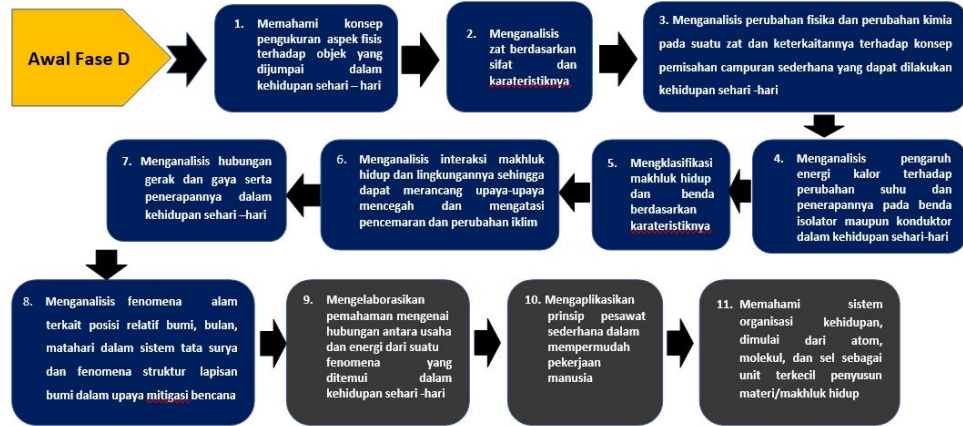 Awal Fase D
1. Memahami konsep
pengukuran aspek fisis
terhadap objek yang
dijumpai dalam
kehidupan sehari – hari
2. Menganalisis
zat berdasarkan
sifat dan
karateristiknya
3. Menganalisis perubahan fisika dan perubahan kimia
pada suatu zat dan keterkaitannya terhadap konsep
pemisahan campuran sederhana yang dapat dilakukan
kehidupan sehari -hari
4. Menganalisis pengaruh
energi kalor terhadap
perubahan suhu dan
penerapannya pada benda
isolator maupun konduktor
dalam kehidupan sehari-hari
5. Mengklasifikasi
makhluk hidup
dan benda
berdasarkan
karateristiknya
6. Menganalisis interaksi makhluk
hidup dan lingkungannya sehingga
dapat merancang upaya-upaya
mencegah dan mengatasi
pencemaran dan perubahan iklim
7. Menganalisis hubungan
gerak dan gaya serta
penerapannya dalam
kehidupan sehari –hari
8. Menganalisis fenomena alam
terkait posisi relatif bumi, bulan,
matahari dalam sistem tata surya
dan fenomena struktur lapisan
bumi dalam upaya mitigasi bencana
9. Mengelaborasikan
pemahaman mengenai
hubungan antara usaha
dan energi dari suatu
fenomena yang
ditemui dalam
kehidupan sehari -hari
10. Mengaplikasikan
prinsip pesawat
sederhana dalam
mempermudah
pekerjaan
manusia
11. Memahami sistem
organisasi kehidupan,
dimulai dari atom,
molekul, dan sel sebagai
unit terkecil penyusun
materi/makhluk hidup